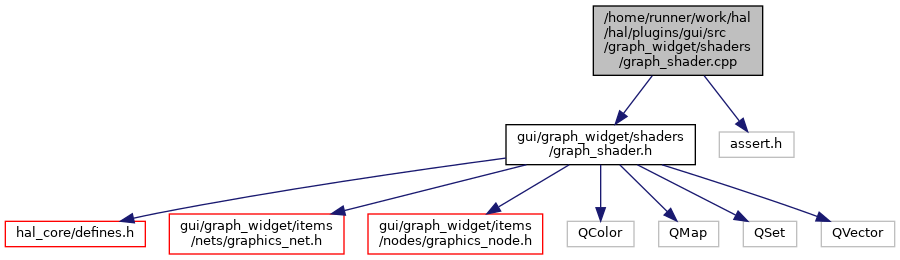 /home/runner/work/hal
/hal/plugins/gui/src
/graph_widget/shaders
/graph_shader.cpp
gui/graph_widget/shaders
/graph_shader.h
assert.h
hal_core/defines.h
gui/graph_widget/items
/nets/graphics_net.h
gui/graph_widget/items
/nodes/graphics_node.h
QColor
QMap
QSet
QVector